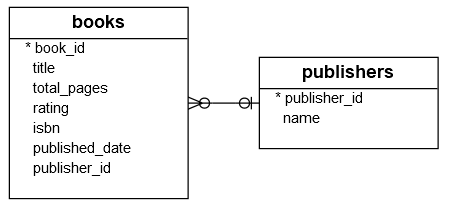 books
* book_id
title
total_pages
rating
isbn
published_date
publisher_id
publishers
* publisher_id
name